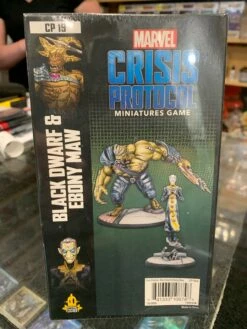 CP 19
MARVEL
CRISIS
PROTOCOL
MINIATURES GAME
BLACK DWARF &
EBONY MAW